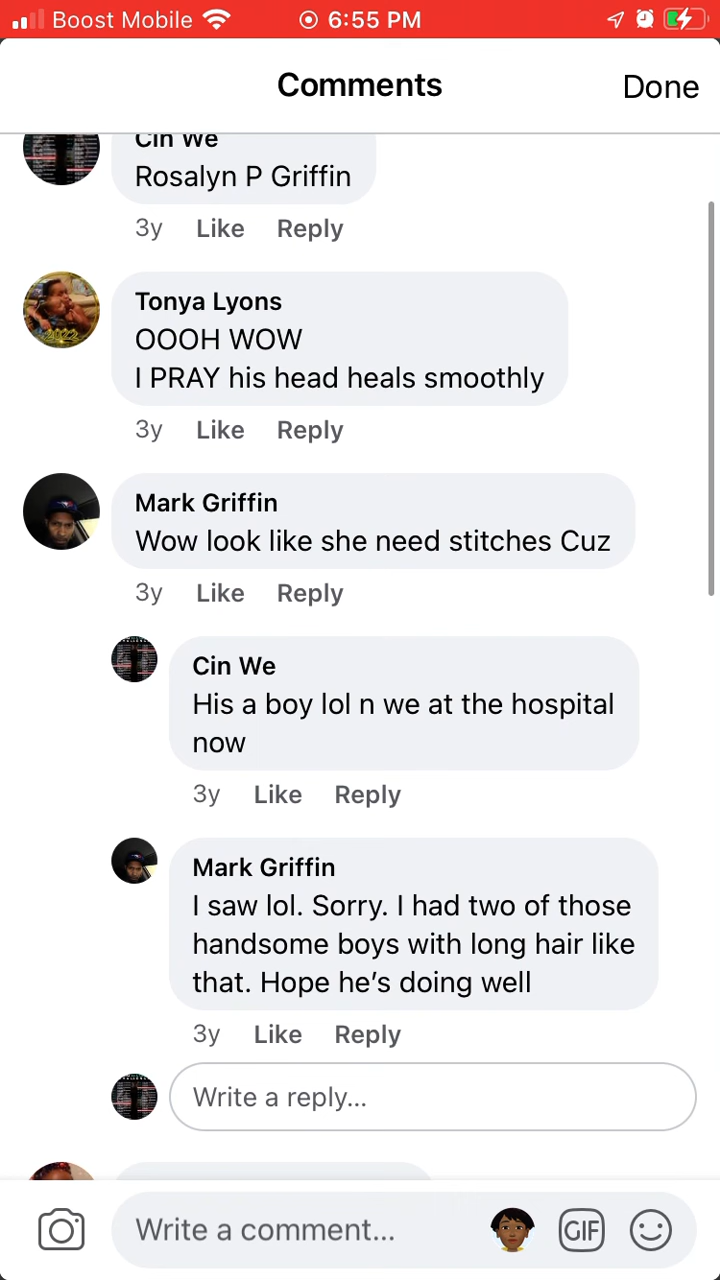 Boost Mobile 6:55 PM
Comments Done
Cin We
Rosalyn P Griffin
3y Like Reply
Tonya Lyons
OOOH WOW
I PRAY his head heals smoothly
3y Like Reply
Mark Griffin
Wow look like she need stitches Cuz
3y Like Reply
Cin We
His a boy lol n we at the hospital
now
3y Like Reply
Mark Griffin
I saw lol. Sorry. I had two of those
handsome boys with long hair like
that. Hope he's doing well
3y Like Reply
Write a reply...
Write a comment... GIF